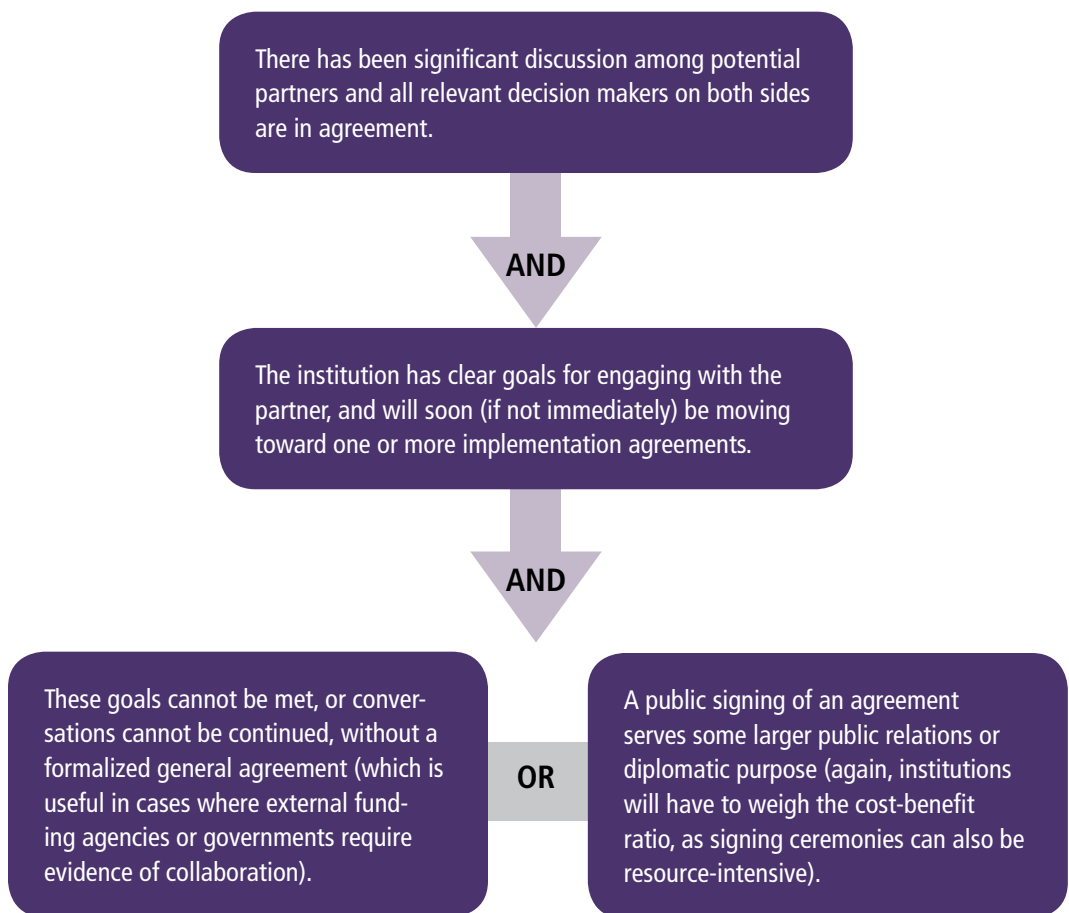 There has been significant discussion among potential
partners and all relevant decision makers on both sides
are in agreement.
AND
The institution has clear goals for engaging with the
partner, and will soon (if not immediately) be moving
toward one or more implementation agreements.
AND
These goals cannot be met, or conver-
sations cannot be continued, without a
formalized general agreement (which is
useful in cases where external fund-
ing agencies or governments require
evidence of collaboration).
OR
A public signing of an agreement
serves some larger public relations or
diplomatic purpose (again, institutions
will have to weigh the cost-benefit
ratio, as signing ceremonies can also be
resource-intensive).